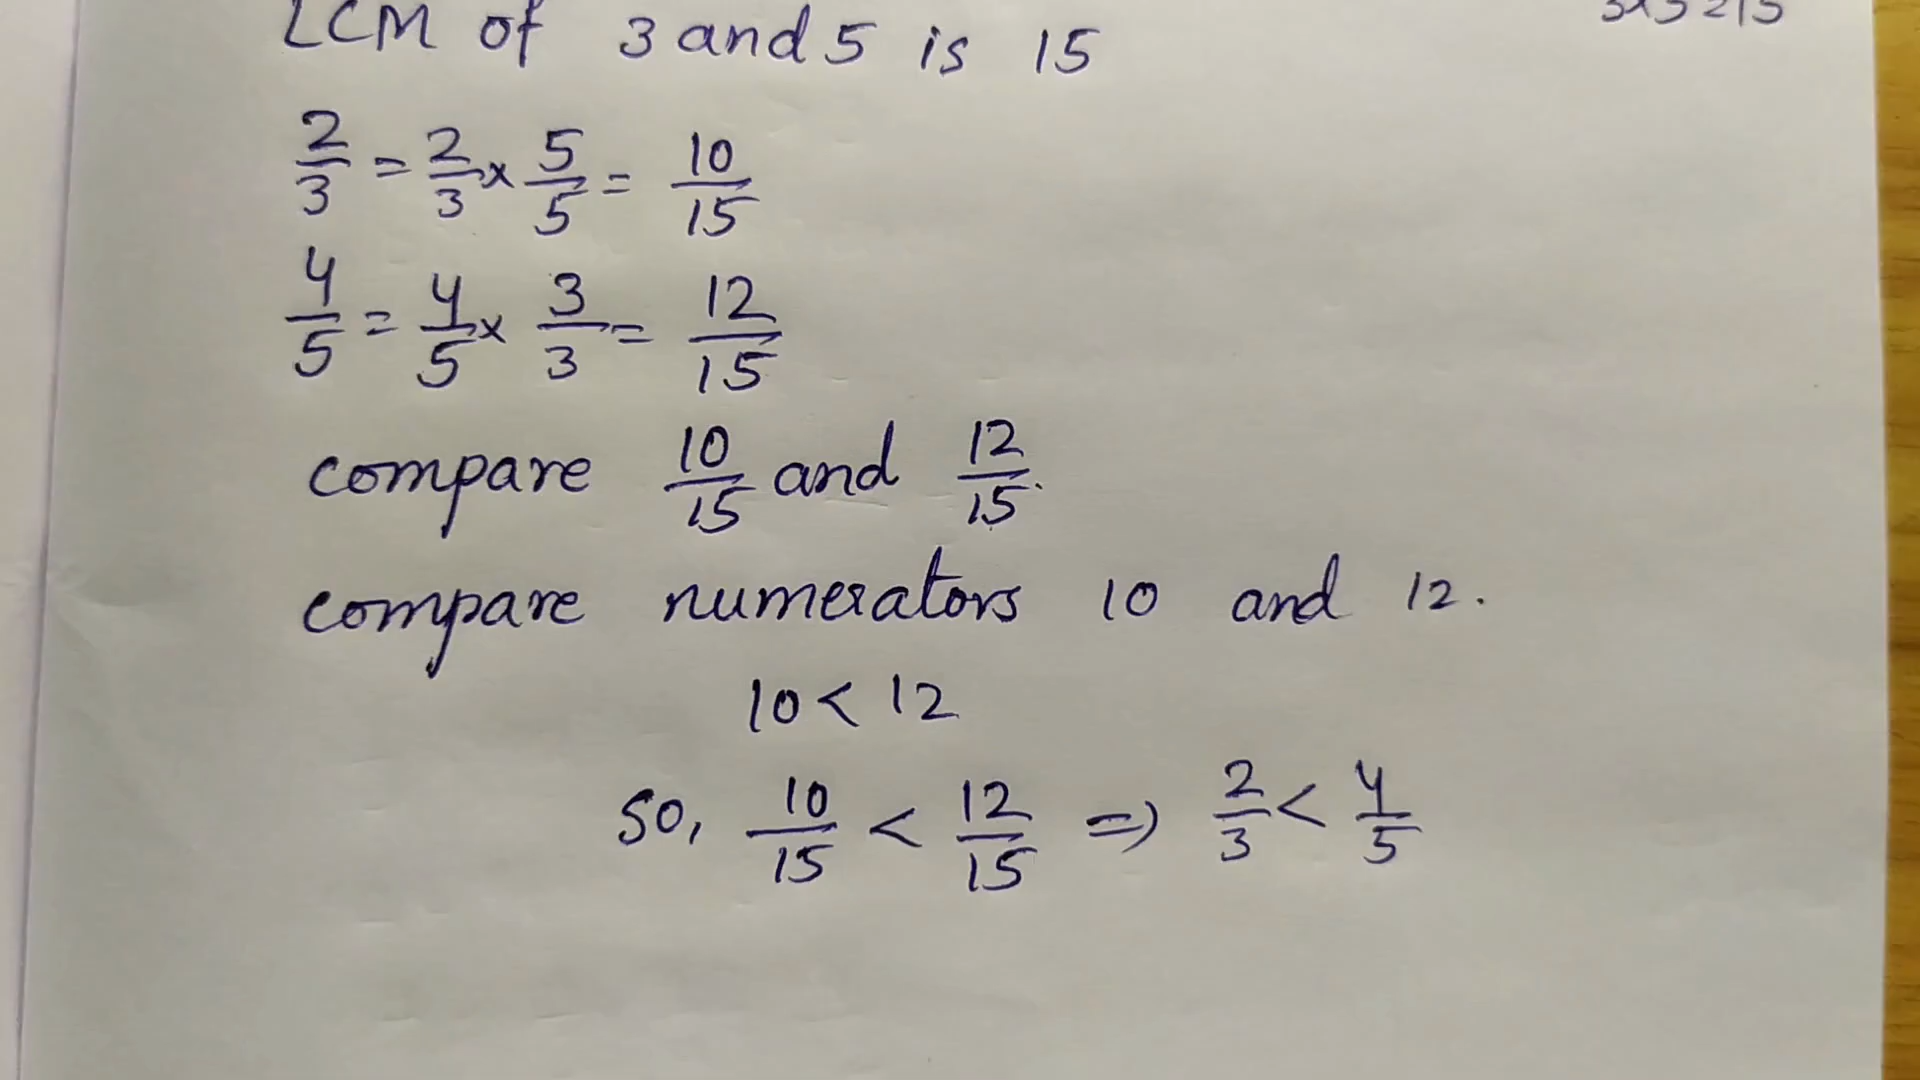 LCM of 3 and 5 is 15
2/3 = 2/3 × 5/5 = 10/15
4/5 = 4/5 × 3/3 = 12/15
compare 10/15 and 12/15.
compare numerators 10 and 12.
10 < 12
so, 10/15 < 12/15 => 2/3 < 4/5